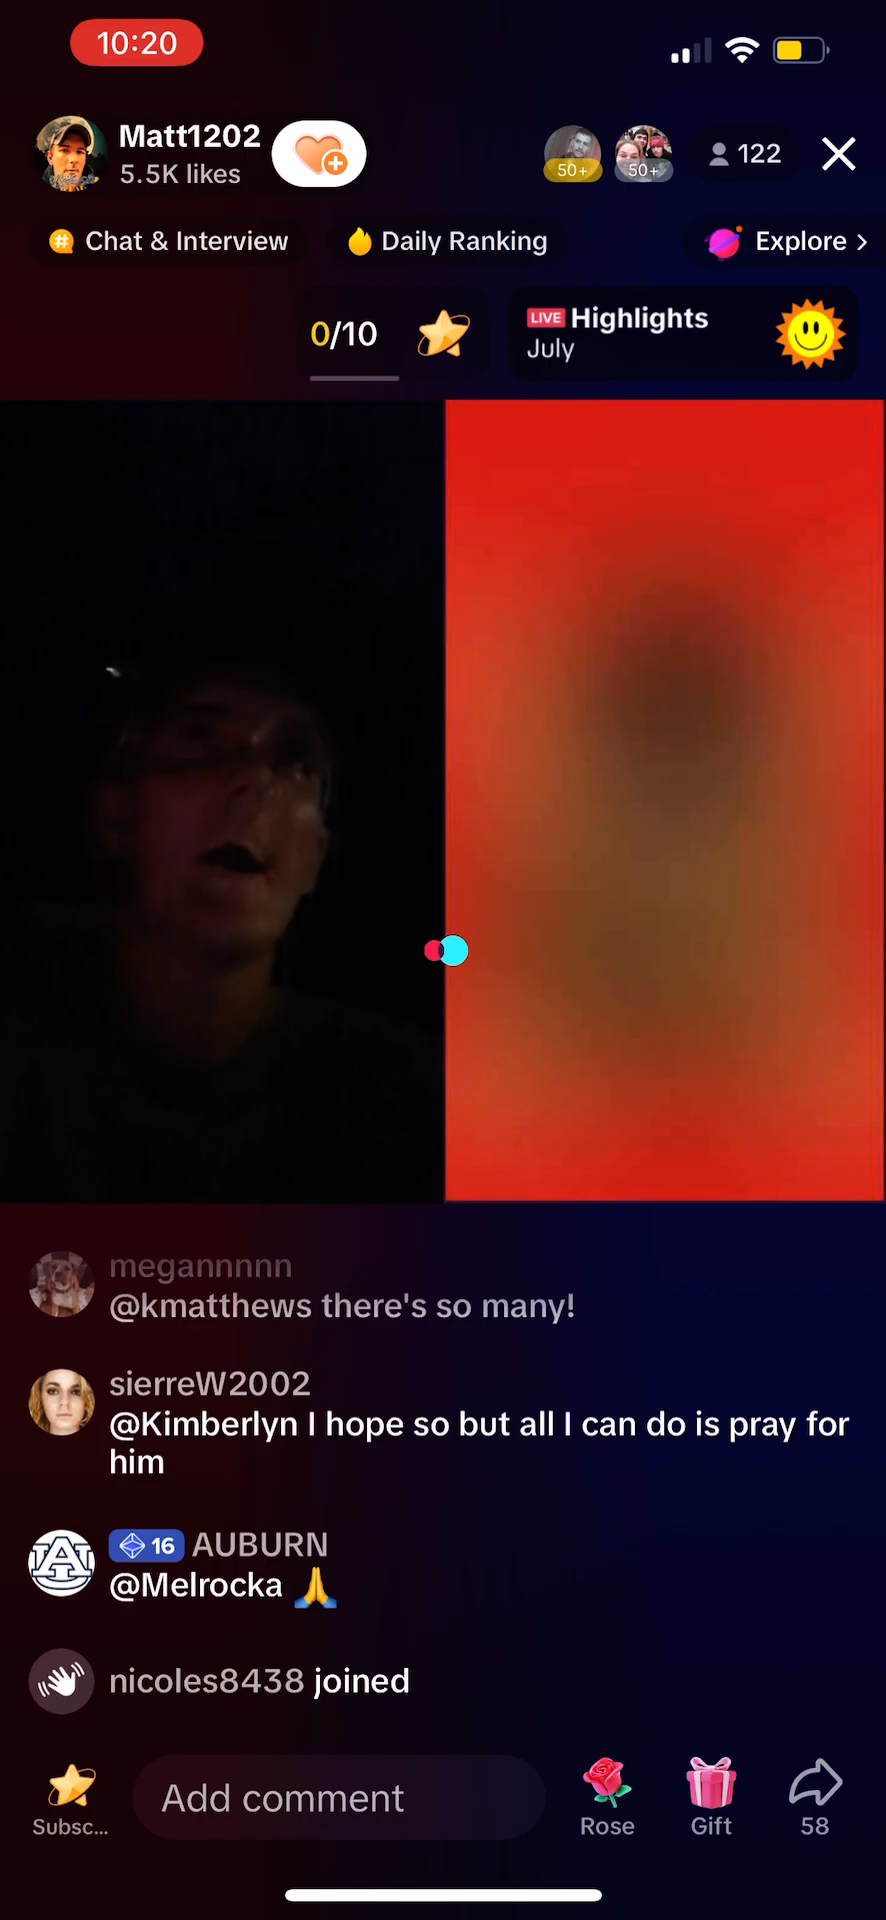 10:20
Matt1202
5.5K likes
50+
50+
122
Chat & Interview
Daily Ranking
Explore >
0/10
LIVE Highlights
July
megannnnn
@kmatthews there's so many!
sierreW2002
@Kimberlyn I hope so but all I can do is pray for
him
16 AUBURN
@Melrocka 🙏
nicoles8438 joined
Subsc...
Add comment
Rose
Gift
58